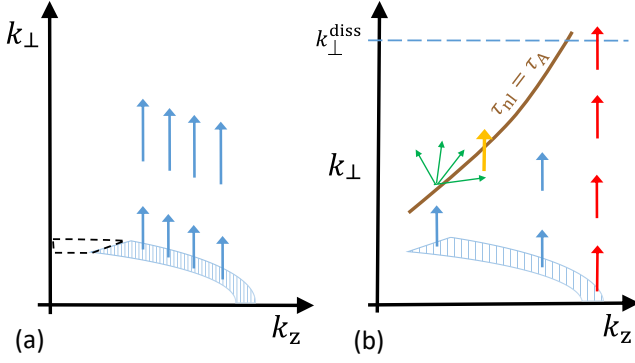 k⊥
k_z
(a)
k⊥^diss
τ_nl = τ_A
k⊥
k_z
(b)